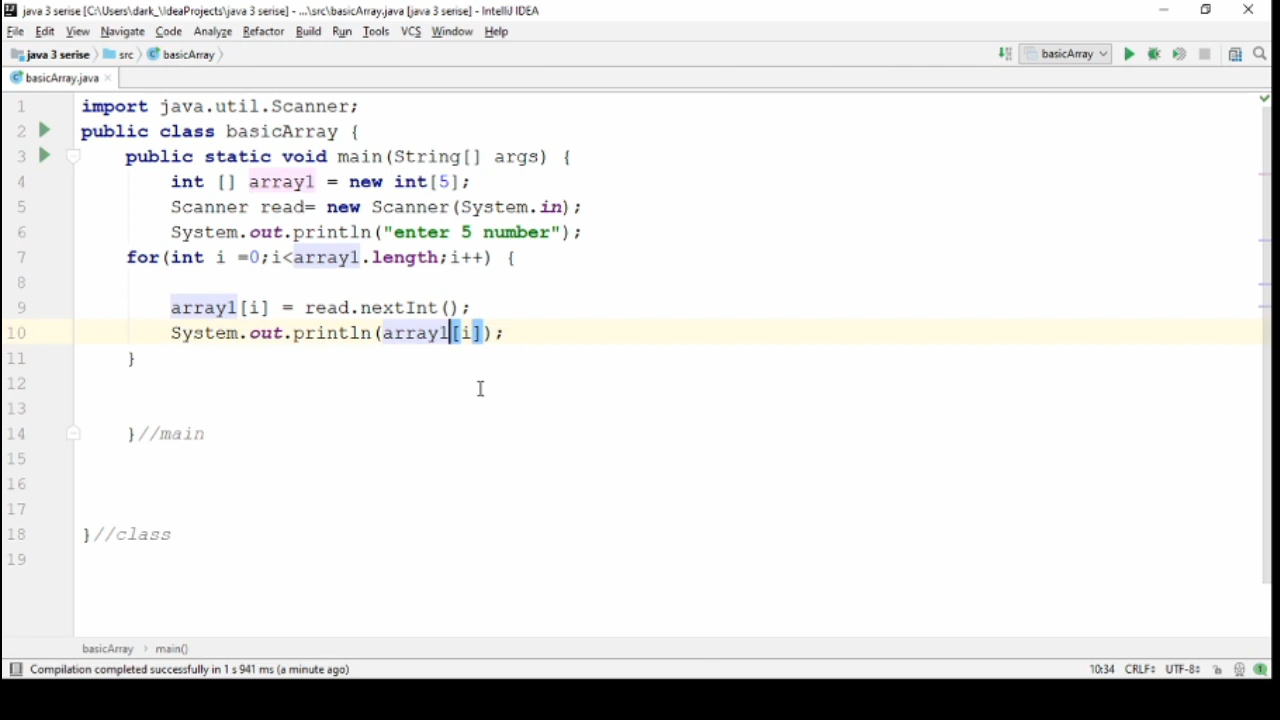 java 3 serise [C:\Users\dark_\IdeaProjects\java 3 serise] - ...\src\basicArray.java [java 3 serise] - IntelliJ IDEA
File Edit View Navigate Code Analyze Refactor Build Run Tools VCS Window Help
java 3 serise src basicArray basicArray
basicArray.java
1 import java.util.Scanner;
2 public class basicArray {
3 public static void main(String[] args) {
4 int [] array1 = new int[5];
5 Scanner read= new Scanner(System.in);
6 System.out.println("enter 5 number");
7 for(int i =0;i<array1.length;i++) {
8
9 array1[i] = read.nextInt();
10 System.out.println(array1[i]);
11 }
12
13
14 }//main
15
16
17
18 }//class
19
basicArray main()
Compilation completed successfully in 1 s 941 ms (a minute ago) 10:34 CRLF UTF-8 1